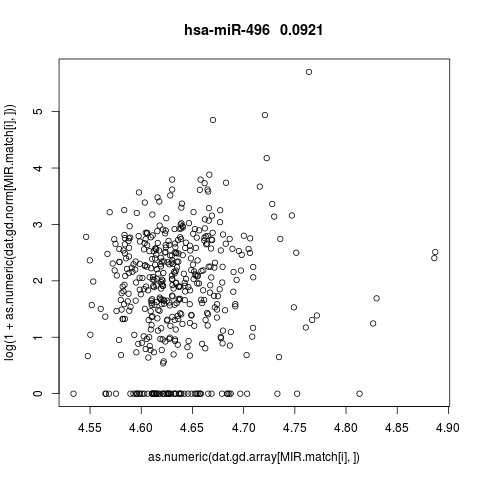 hsa-miR-496 0.0921
log(1 + as.numeric(dat.gd.norm[MIR.match[i], ]))
5
4
3
2
1
0
4.55 4.60 4.65 4.70 4.75 4.80 4.85 4.90
as.numeric(dat.gd.array[MIR.match[i], ])